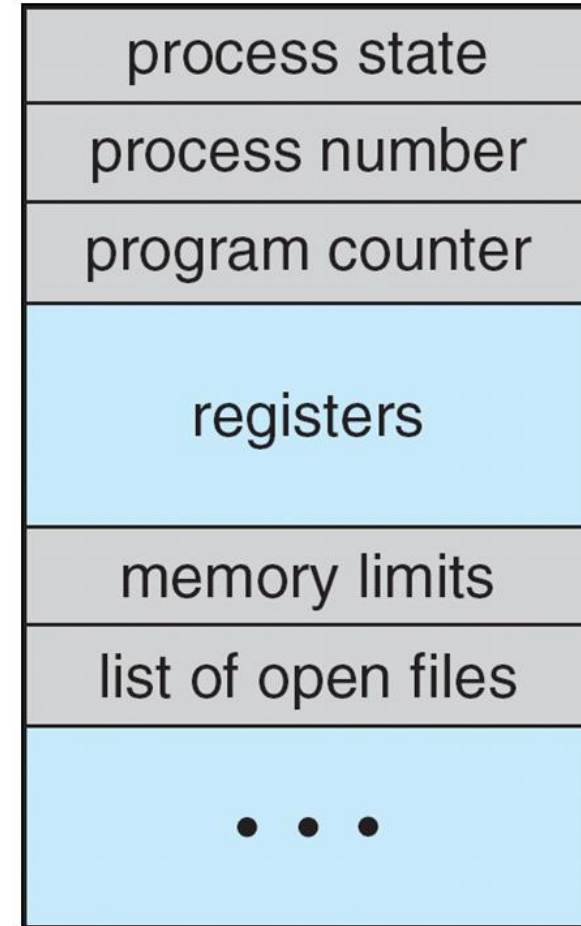 process state
process number
program counter
registers
memory limits
list of open files
• • •